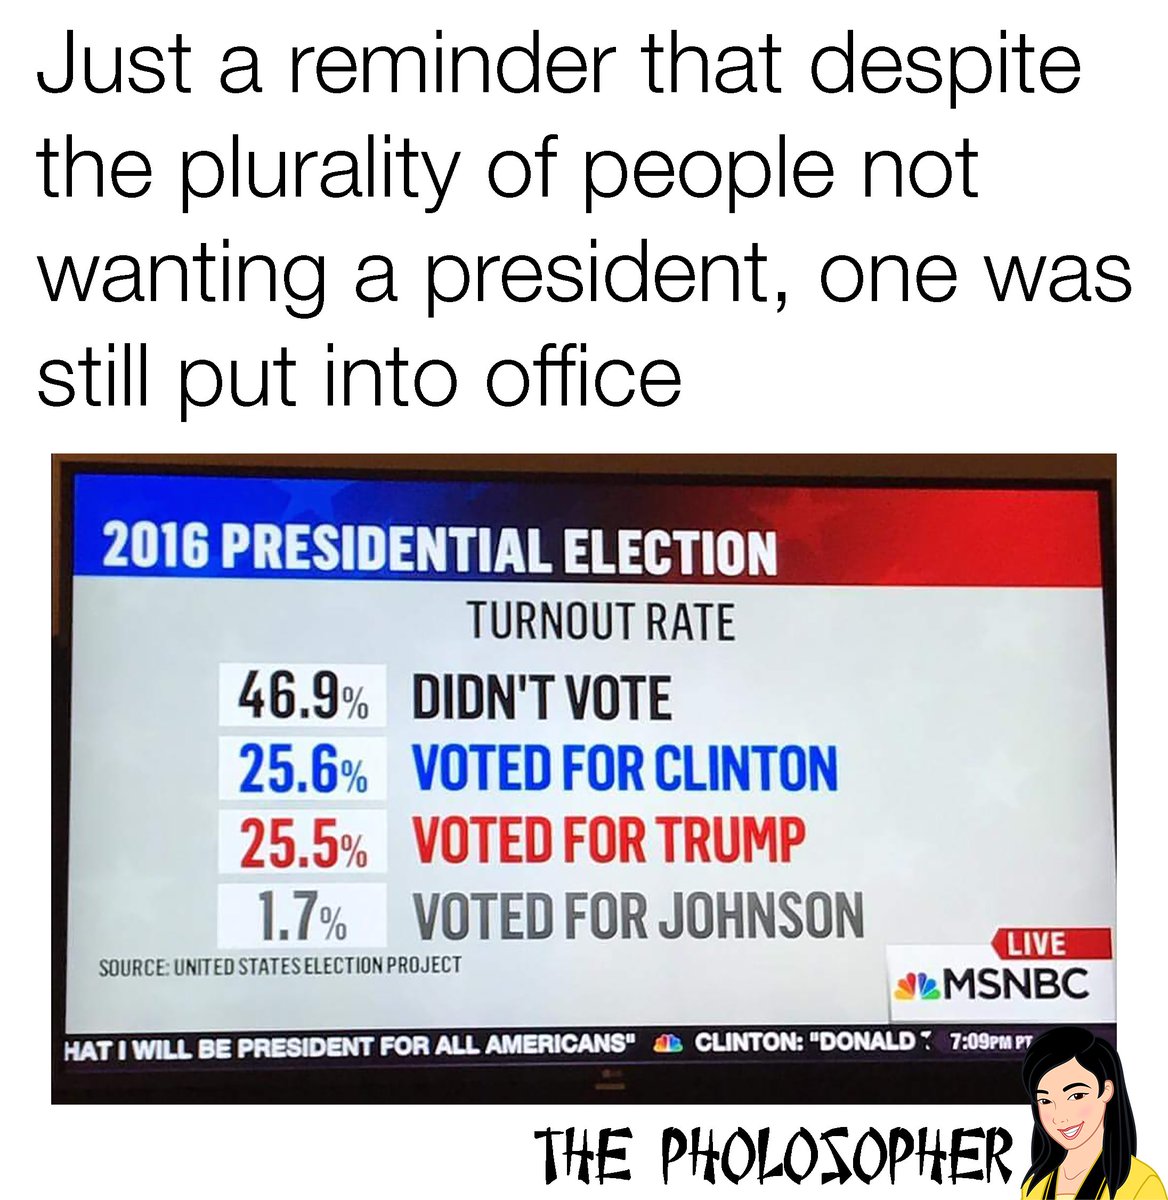 Just a reminder that despite
the plurality of people not
wanting a president, one was
still put into office
2016 PRESIDENTIAL ELECTION
TURNOUT RATE
46.9% DIDN'T VOTE
25.6% VOTED FOR CLINTON
25.5% VOTED FOR TRUMP
1.7% VOTED FOR JOHNSON
SOURCE: UNITED STATES ELECTION PROJECT
LIVE
MSNBC
HAT I WILL BE PRESIDENT FOR ALL AMERICANS" CLINTON: "DONALD 7:09PM PT
THE PHOLOSOPHER